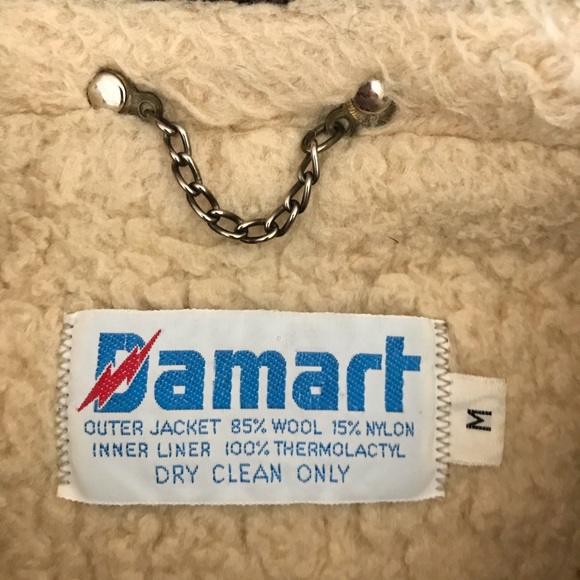 Damart
OUTER JACKET 85% WOOL 15% NYLON
INNER LINER 100% THERMOLACTYL
DRY CLEAN ONLY
M